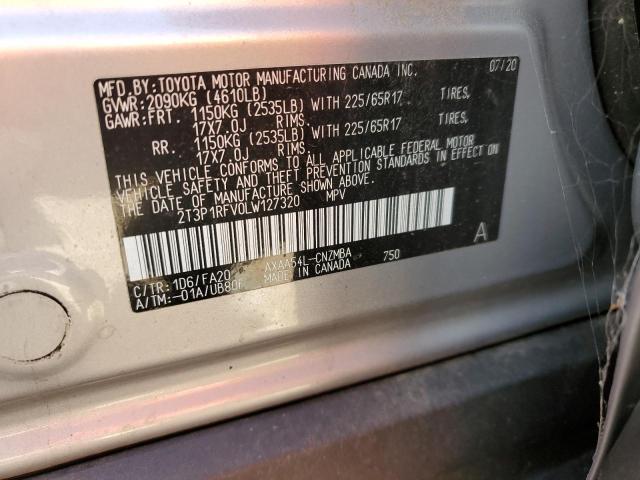 MFD.BY:TOYOTA MOTOR MANUFACTURING CANADA INC. 07/20
GVWR:2090KG (4610LB)
GAWR:FRT. 1150KG (2535LB) WITH 225/65R17 TIRES,
17X7.0J RIMS.
RR. 1150KG (2535LB) WITH 225/65R17 TIRES,
17X7.0J RIMS.
THIS VEHICLE CONFORMS TO ALL APPLICABLE FEDERAL MOTOR
VEHICLE SAFETY AND THEFT PREVENTION STANDARDS IN EFFECT ON
THE DATE OF MANUFACTURE SHOWN ABOVE.
2T3P1RFV0LW127320 MPV
A
C/TR:1D6/FA20 AXAA54L-CNZMBA 750
A/TM:-01A/UB80F MADE IN CANADA